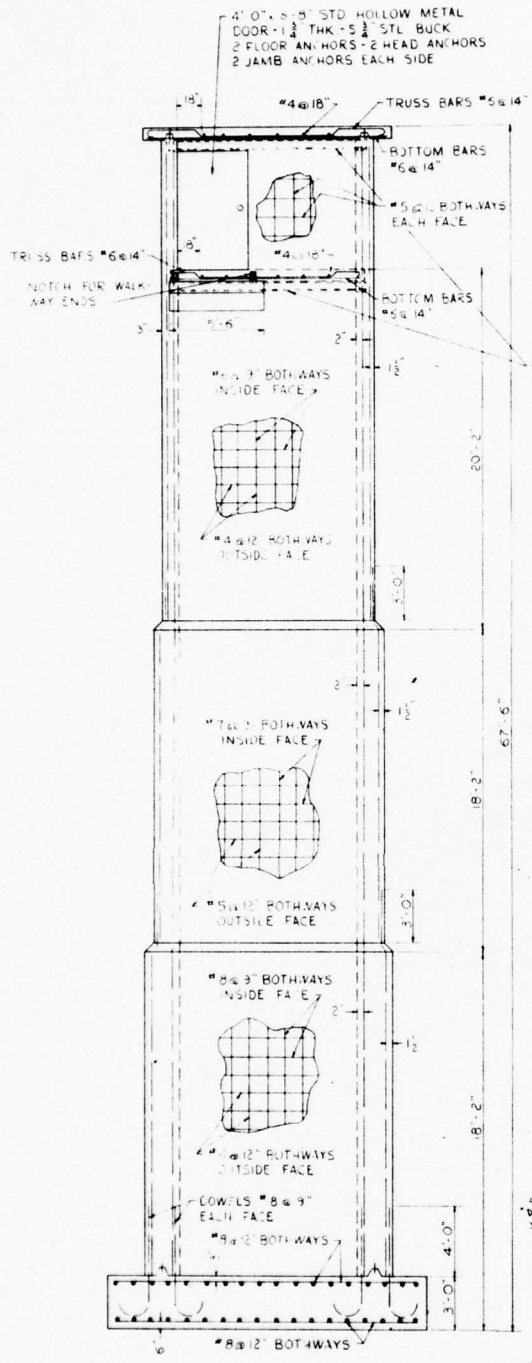 4'-0" x 6'-8" STD HOLLOW METAL
DOOR - 1 3/4" THK - 5 3/4" STL BUCK
2 FLOOR ANCHORS - 2 HEAD ANCHORS
2 JAMB ANCHORS EACH SIDE
18"
#4@18"
TRUSS BARS #6@14"
BOTTOM BARS
#6@14"
BOTHWAYS
EACH FACE
8"
TRUSS BARS #6@14"
#4@18"
NOTCH FOR WALK-
WAY ENDS
BOTTOM BARS
#6@14"
3"
5'-6"
2"
1 1/2"
#6@9" BOTHWAYS
INSIDE FACE
20'-2"
#4@12" BOTHWAYS
OUTSIDE FACE
3'-0"
67'-6"
2"
1 1/2"
#7@9" BOTHWAYS
INSIDE FACE
18'-2"
#5@12" BOTHWAYS
OUTSIDE FACE
3'-0"
#8@9" BOTHWAYS
INSIDE FACE
2"
1 1/2"
18'-2"
@12" BOTHWAYS
OUTSIDE FACE
DOWELS #8@9"
EACH FACE
#8@12" BOTHWAYS
4'-0"
3"
3'-0"
6"
#8@12" BOTHWAYS